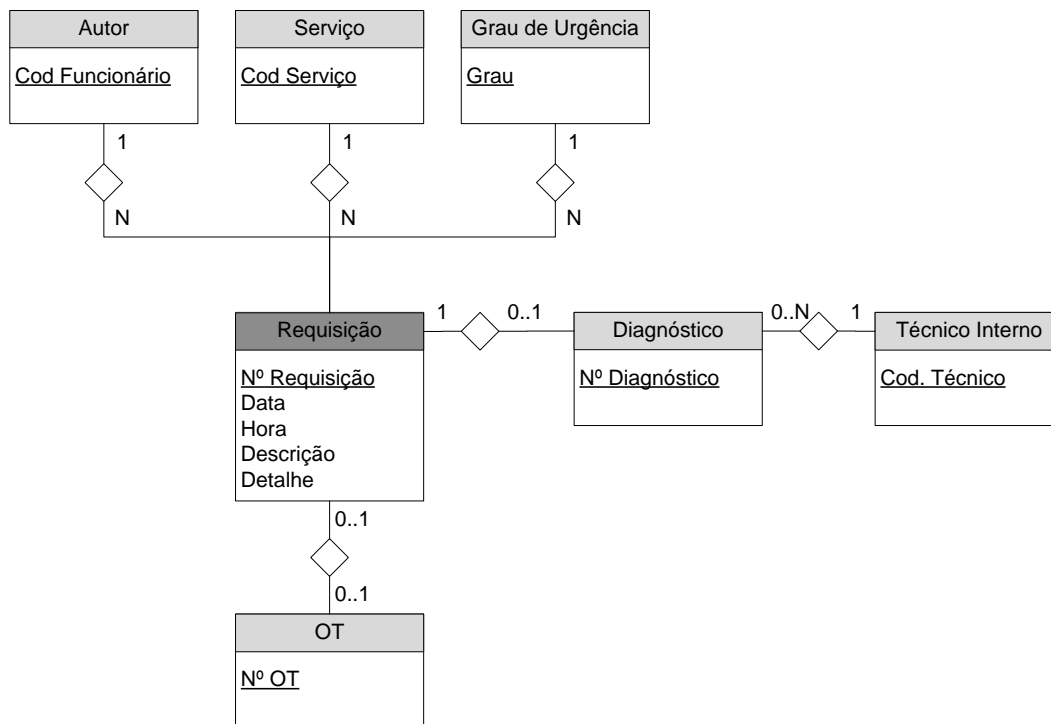 Autor
Cod Funcionário
Serviço
Cod Serviço
Grau de Urgência
Grau
1
1
1
N
N
N
Requisição
Nº Requisição
Data
Hora
Descrição
Detalhe
1
0..1
Diagnóstico
Nº Diagnóstico
0..N
1
Técnico Interno
Cod. Técnico
0..1
0..1
OT
Nº OT